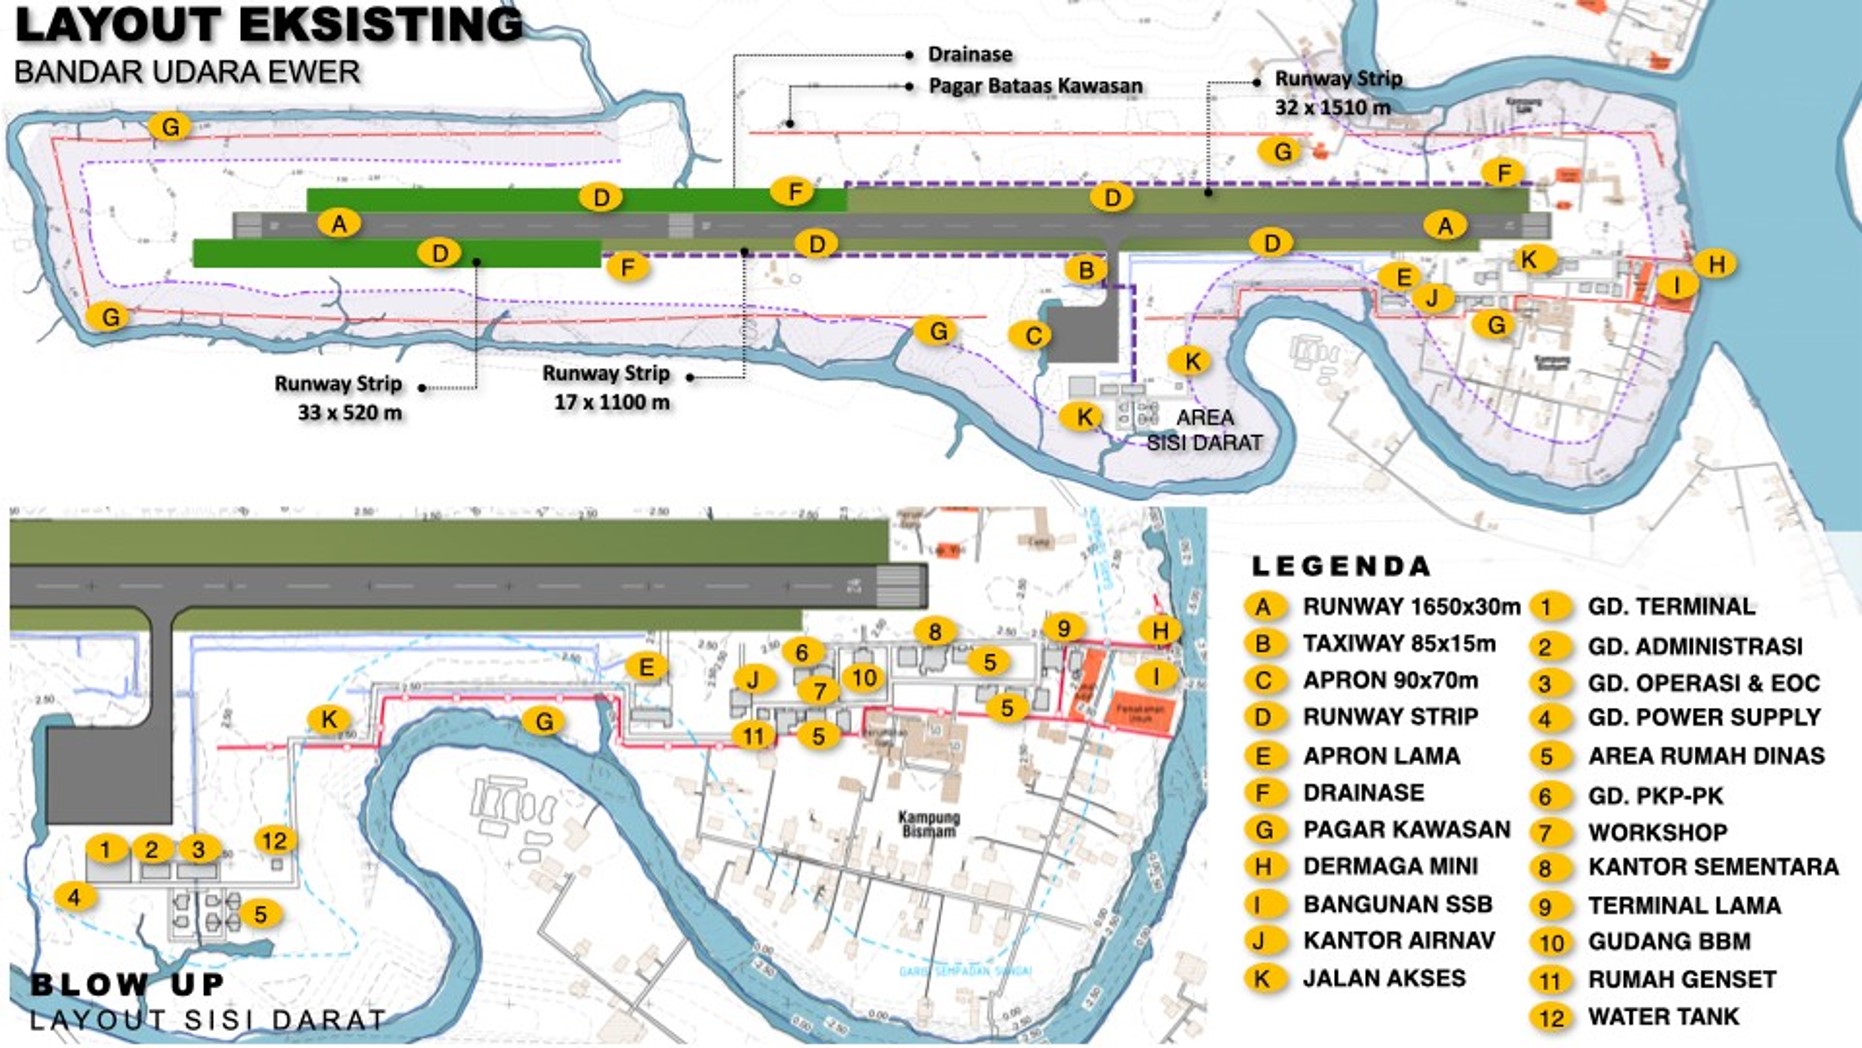 LAYOUT EKSISTING
BANDAR UDARA EWER
Drainase
Pagar Bataas Kawasan
Runway Strip
32 x 1510 m
G
G
F
D
F
D
A
A
D
F
D
D
B
K
E
J
H
I
G
G
G
C
K
K
Runway Strip
33 x 520 m
Runway Strip
17 x 1100 m
AREA
SISI DARAT
Kampung
Bismam
24
E
J
6
7
10
8
5
5
9
H
I
K
G
11
5
Pemakaman
Umum
Kampung
Bismam
GARIS SEMPADAN SUNGAI
1
2
3
12
4
5
BLOW UP
LAYOUT SISI DARAT
LEGENDA
A RUNWAY 1650x30m
B TAXIWAY 85x15m
C APRON 90x70m
D RUNWAY STRIP
E APRON LAMA
F DRAINASE
G PAGAR KAWASAN
H DERMAGA MINI
I BANGUNAN SSB
J KANTOR AIRNAV
K JALAN AKSES
1 GD. TERMINAL
2 GD. ADMINISTRASI
3 GD. OPERASI & EOC
4 GD. POWER SUPPLY
5 AREA RUMAH DINAS
6 GD. PKP-PK
7 WORKSHOP
8 KANTOR SEMENTARA
9 TERMINAL LAMA
10 GUDANG BBM
11 RUMAH GENSET
12 WATER TANK